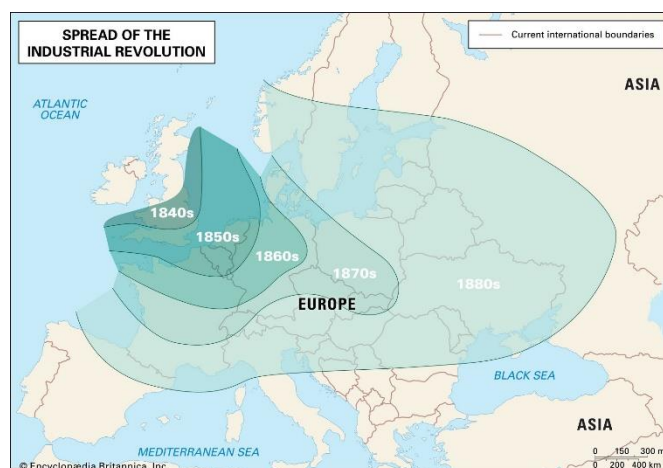 SPREAD OF THE
INDUSTRIAL REVOLUTION
Current international boundaries
ATLANTIC
OCEAN
ASIA
1840s
1850s
1860s
1870s
1880s
EUROPE
BLACK SEA
ASIA
MEDITERRANEAN SEA
0 150 300 m
0 200 400 km
© Encyclopædia Britannica, Inc.